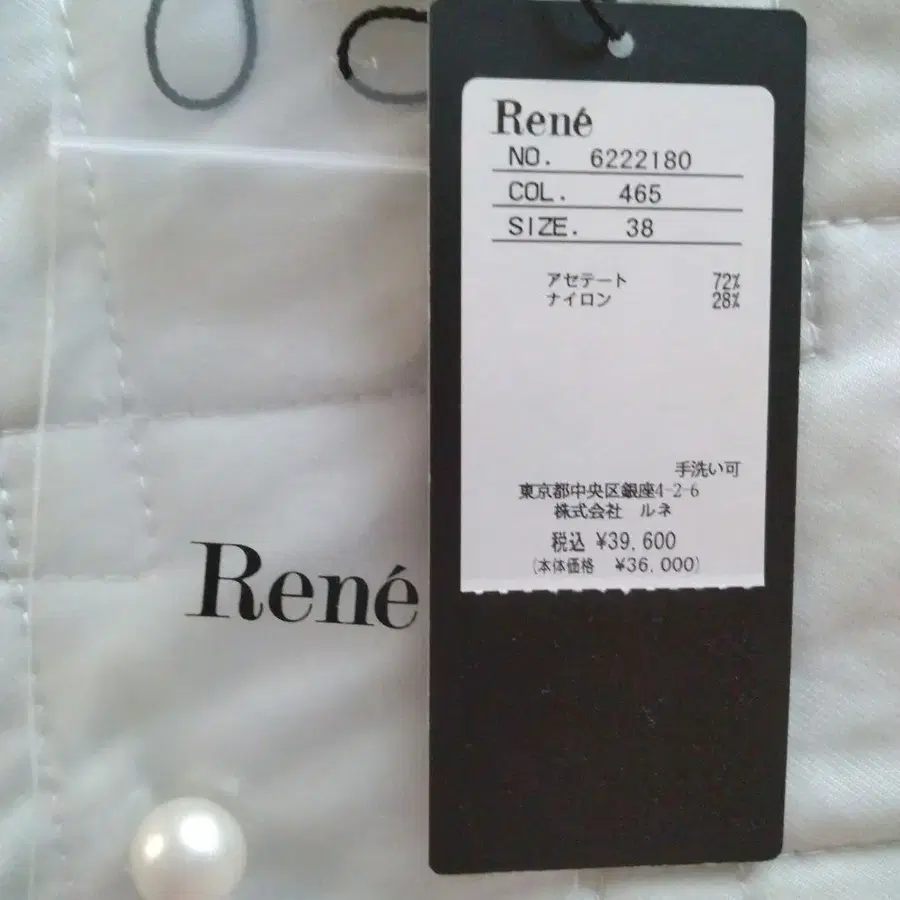 René
NO. 6222180
COL. 465
SIZE. 38
アセテート 72%
ナイロン 28%
手洗い可
東京都中央区銀座4-2-6
株式会社 ルネ
税込 ¥39,600
(本体価格 ¥36,000)
René